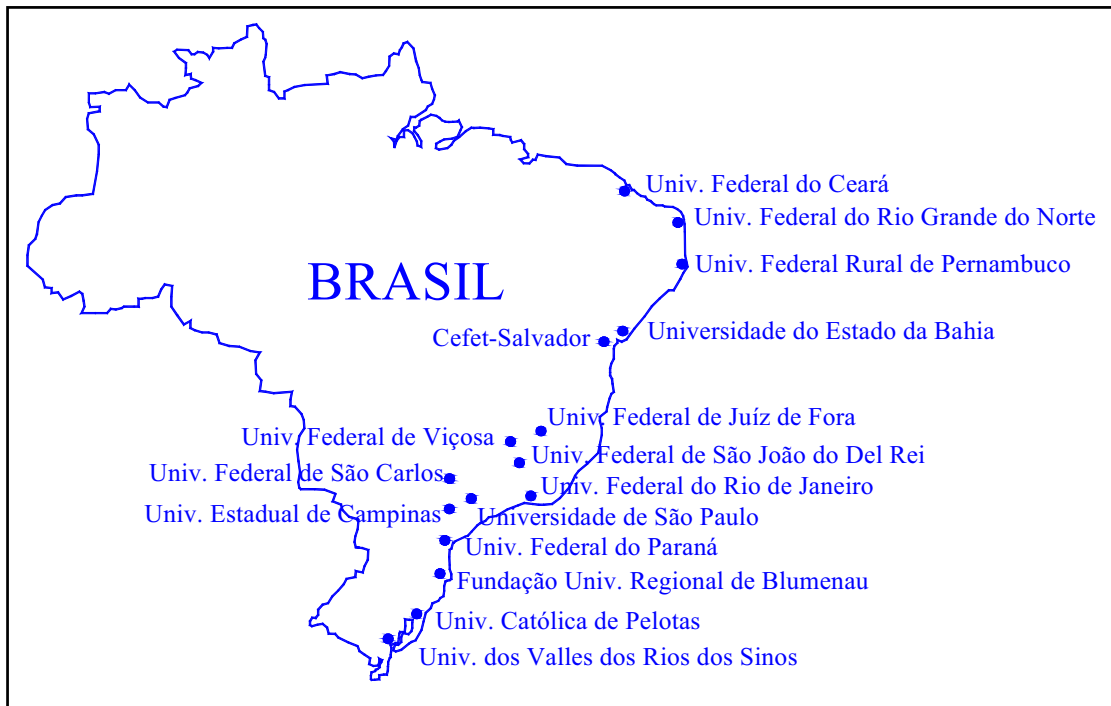 Univ. Federal do Ceará
Univ. Federal do Rio Grande do Norte
Univ. Federal Rural de Pernambuco
BRASIL
Universidade do Estado da Bahia
Cefet-Salvador
Univ. Federal de Juíz de Fora
Univ. Federal de Viçosa
Univ. Federal de São João do Del Rei
Univ. Federal de São Carlos
Univ. Federal do Rio de Janeiro
Univ. Estadual de Campinas
Universidade de São Paulo
Univ. Federal do Paraná
Fundação Univ. Regional de Blumenau
Univ. Católica de Pelotas
Univ. dos Valles dos Rios dos Sinos